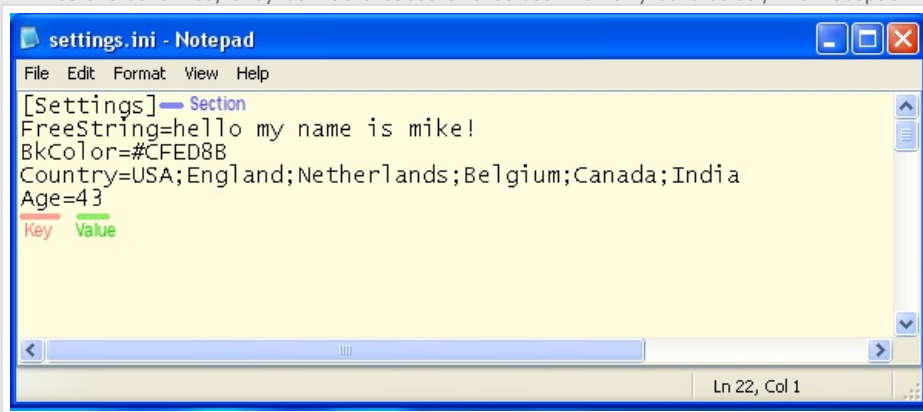 settings.ini - Notepad
File Edit Format View Help
[Settings] Section
FreeString=hello my name is mike!
BkColor=#CFED8B
Country=USA;England;Netherlands;Belgium;Canada;India
Age=43
Key Value
Ln 22, Col 1